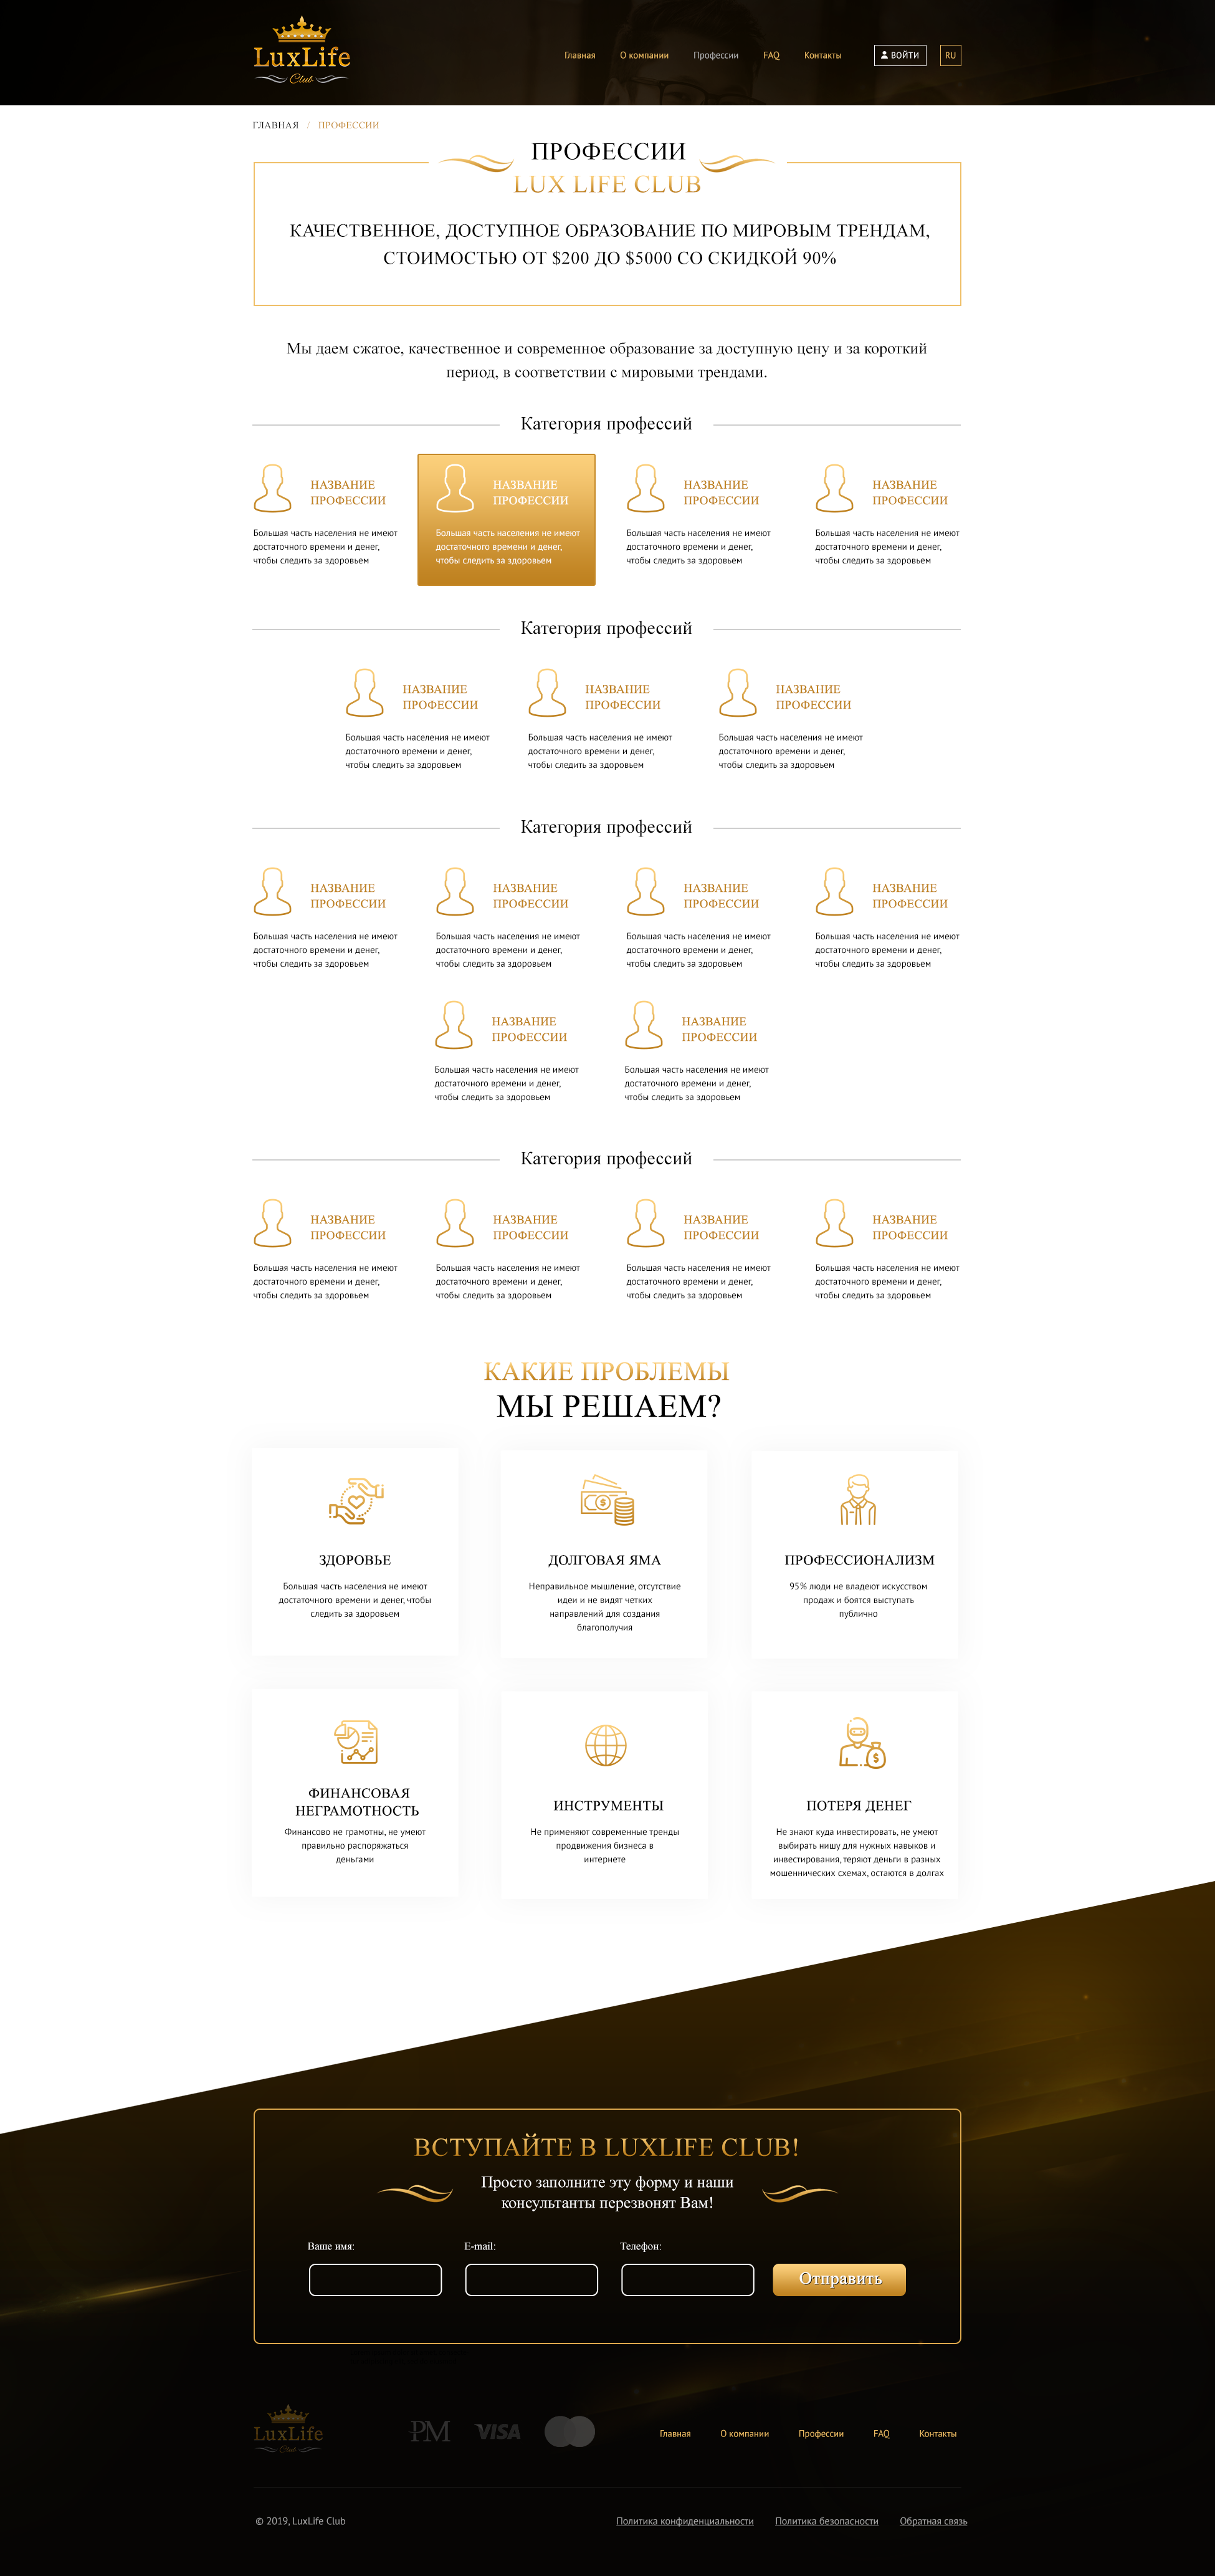 LuxLife
Club
Главная О компании Профессии FAQ Контакты ВОЙТИ RU
ГЛАВНАЯ / ПРОФЕССИИ
ПРОФЕССИИ
LUX LIFE CLUB
КАЧЕСТВЕННОЕ, ДОСТУПНОЕ ОБРАЗОВАНИЕ ПО МИРОВЫМ ТРЕНДАМ,
СТОИМОСТЬЮ ОТ $200 ДО $5000 СО СКИДКОЙ 90%
Мы даем сжатое, качественное и современное образование за доступную цену и за короткий
период, в соответствии с мировыми трендами.
Категория профессий
НАЗВАНИЕ
ПРОФЕССИИ
Большая часть населения не имеют
достаточного времени и денег,
чтобы следить за здоровьем
НАЗВАНИЕ
ПРОФЕССИИ
Большая часть населения не имеют
достаточного времени и денег,
чтобы следить за здоровьем
НАЗВАНИЕ
ПРОФЕССИИ
Большая часть населения не имеют
достаточного времени и денег,
чтобы следить за здоровьем
НАЗВАНИЕ
ПРОФЕССИИ
Большая часть населения не имеют
достаточного времени и денег,
чтобы следить за здоровьем
Категория профессий
НАЗВАНИЕ
ПРОФЕССИИ
Большая часть населения не имеют
достаточного времени и денег,
чтобы следить за здоровьем
НАЗВАНИЕ
ПРОФЕССИИ
Большая часть населения не имеют
достаточного времени и денег,
чтобы следить за здоровьем
НАЗВАНИЕ
ПРОФЕССИИ
Большая часть населения не имеют
достаточного времени и денег,
чтобы следить за здоровьем
Категория профессий
НАЗВАНИЕ
ПРОФЕССИИ
Большая часть населения не имеют
достаточного времени и денег,
чтобы следить за здоровьем
НАЗВАНИЕ
ПРОФЕССИИ
Большая часть населения не имеют
достаточного времени и денег,
чтобы следить за здоровьем
НАЗВАНИЕ
ПРОФЕССИИ
Большая часть населения не имеют
достаточного времени и денег,
чтобы следить за здоровьем
НАЗВАНИЕ
ПРОФЕССИИ
Большая часть населения не имеют
достаточного времени и денег,
чтобы следить за здоровьем
НАЗВАНИЕ
ПРОФЕССИИ
Большая часть населения не имеют
достаточного времени и денег,
чтобы следить за здоровьем
НАЗВАНИЕ
ПРОФЕССИИ
Большая часть населения не имеют
достаточного времени и денег,
чтобы следить за здоровьем
Категория профессий
НАЗВАНИЕ
ПРОФЕССИИ
Большая часть населения не имеют
достаточного времени и денег,
чтобы следить за здоровьем
НАЗВАНИЕ
ПРОФЕССИИ
Большая часть населения не имеют
достаточного времени и денег,
чтобы следить за здоровьем
НАЗВАНИЕ
ПРОФЕССИИ
Большая часть населения не имеют
достаточного времени и денег,
чтобы следить за здоровьем
НАЗВАНИЕ
ПРОФЕССИИ
Большая часть населения не имеют
достаточного времени и денег,
чтобы следить за здоровьем
КАКИЕ ПРОБЛЕМЫ
МЫ РЕШАЕМ?
ЗДОРОВЬЕ
Большая часть населения не имеют
достаточного времени и денег, чтобы
следить за здоровьем
ДОЛГОВАЯ ЯМА
Неправильное мышление, отсутствие
идеи и не видят четких
направлений для создания
благополучия
ПРОФЕССИОНАЛИЗМ
95% люди не владеют искусством
продаж и боятся выступать
публично
ФИНАНСОВАЯ
НЕГРАМОТНОСТЬ
Финансово не грамотны, не умеют
правильно распоряжаться
деньгами
ИНСТРУМЕНТЫ
Не применяют современные тренды
продвижения бизнеса в
интернете
ПОТЕРЯ ДЕНЕГ
Не знают куда инвестировать, не умеют
выбирать нишу для нужных навыков и
инвестирования, теряют деньги в разных
мошеннических схемах, остаются в долгах
ВСТУПАЙТЕ В LUXLIFE CLUB!
Просто заполните эту форму и наши
консультанты перезвонят Вам!
Ваше имя: E-mail: Телефон:
Отправить
LuxLife
Club
PM VISA
Главная О компании Профессии FAQ Контакты
© 2019, LuxLife Club
Политика конфиденциальности Политика безопасности Обратная связь